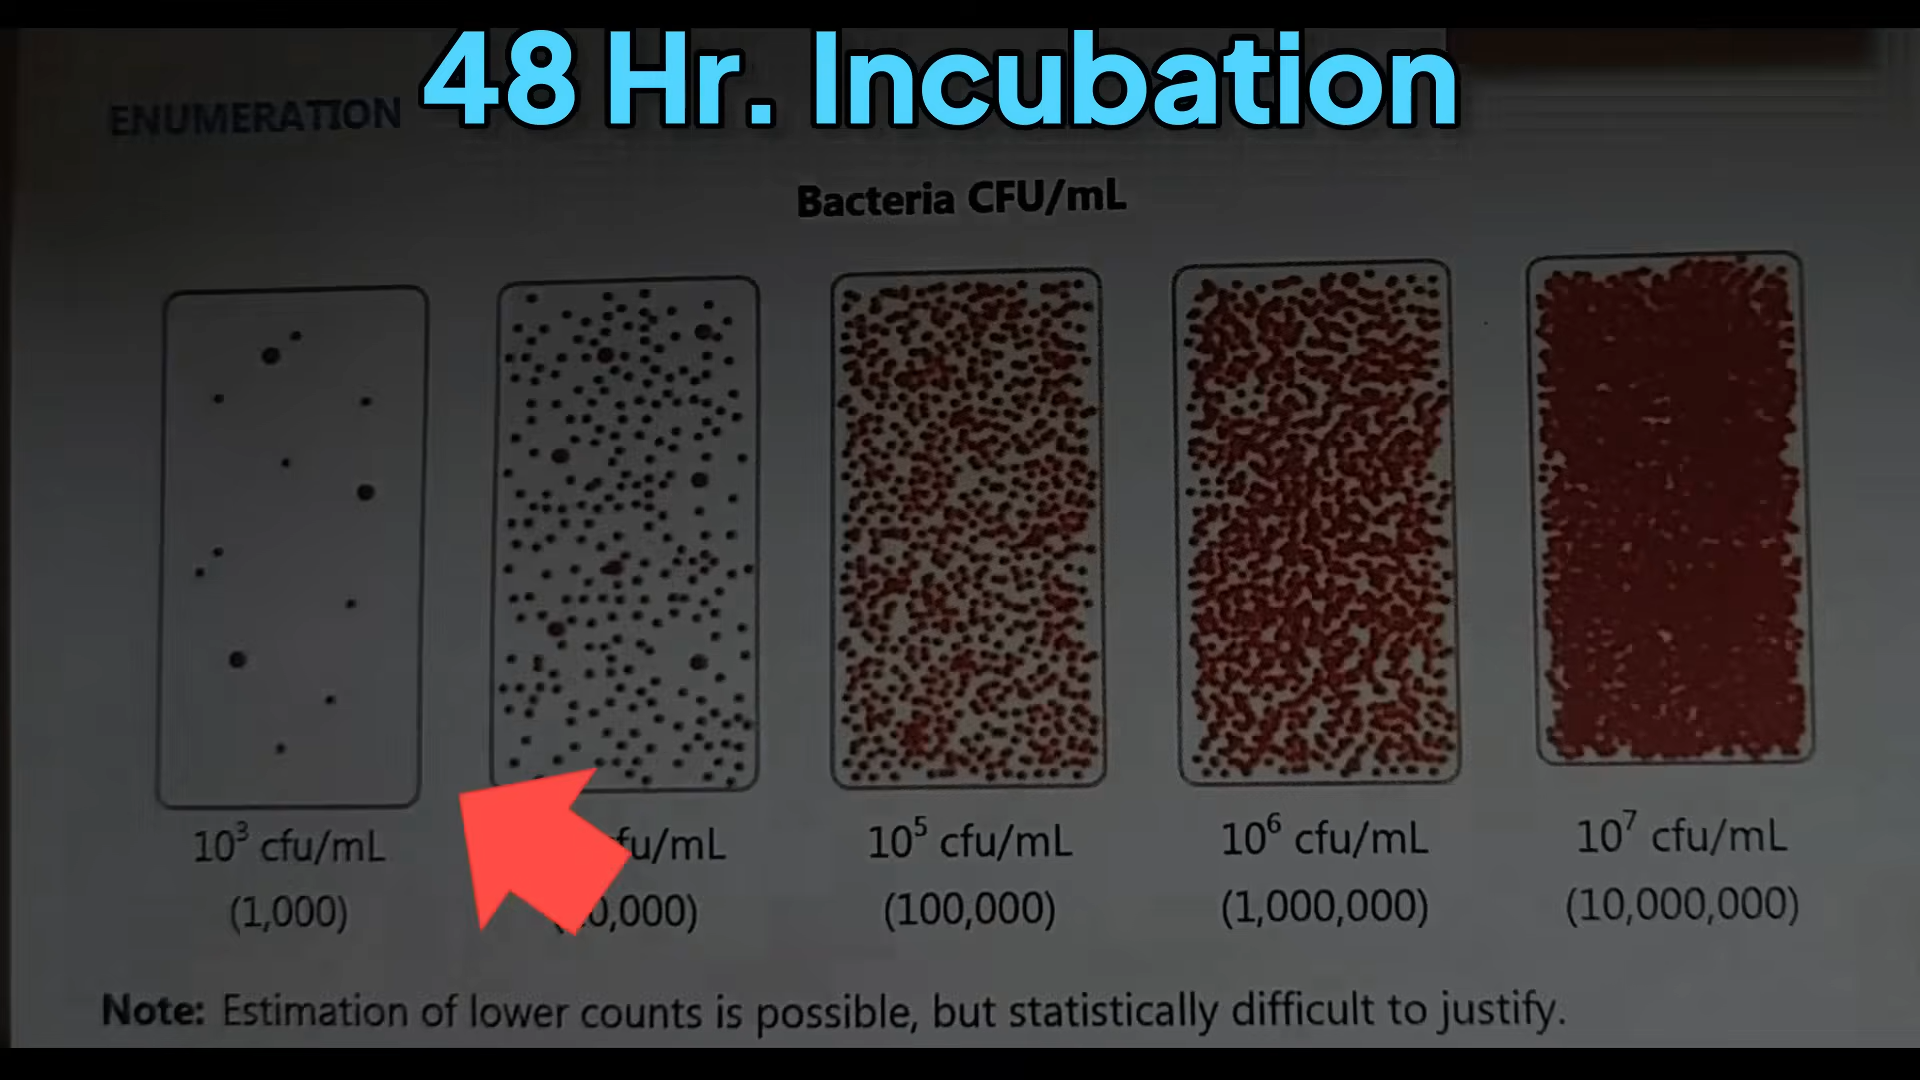 48 Hr. Incubation
ENUMERATION
Bacteria CFU/mL
10³ cfu/mL
(1,000)
fu/mL
0,000)
10⁵ cfu/mL
(100,000)
10⁶ cfu/mL
(1,000,000)
10⁷ cfu/mL
(10,000,000)
Note: Estimation of lower counts is possible, but statistically difficult to justify.